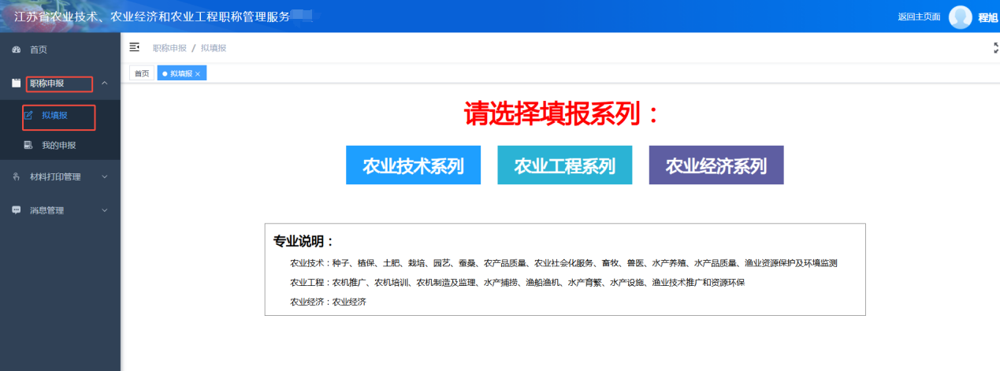 江苏省农业技术、农业经济和农业工程职称管理服务
返回主页面
程旭
首页
职称申报
拟填报
我的申报
材料打印管理
消息管理
职称申报 / 拟填报
首页
拟填报 ×
请选择填报系列：
农业技术系列
农业工程系列
农业经济系列
专业说明：
农业技术：种子、植保、土肥、栽培、园艺、蚕桑、农产品质量、农业社会化服务、畜牧、兽医、水产养殖、水产品质量、渔业资源保护及环境监测
农业工程：农机推广、农机培训、农机制造及监理、水产捕捞、渔船渔机、水产育繁、水产设施、渔业技术推广和资源环保
农业经济：农业经济